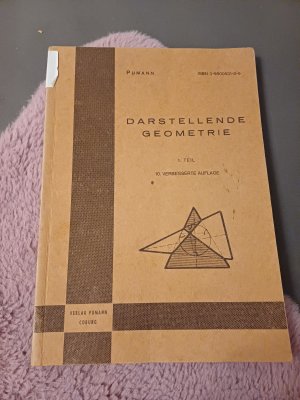 PUMANN
DARSTELLENDE
GEOMETRIE
1. TEIL
10. VERBESSERTE AUFLAGE
VERLAG PUMANN
COBURG